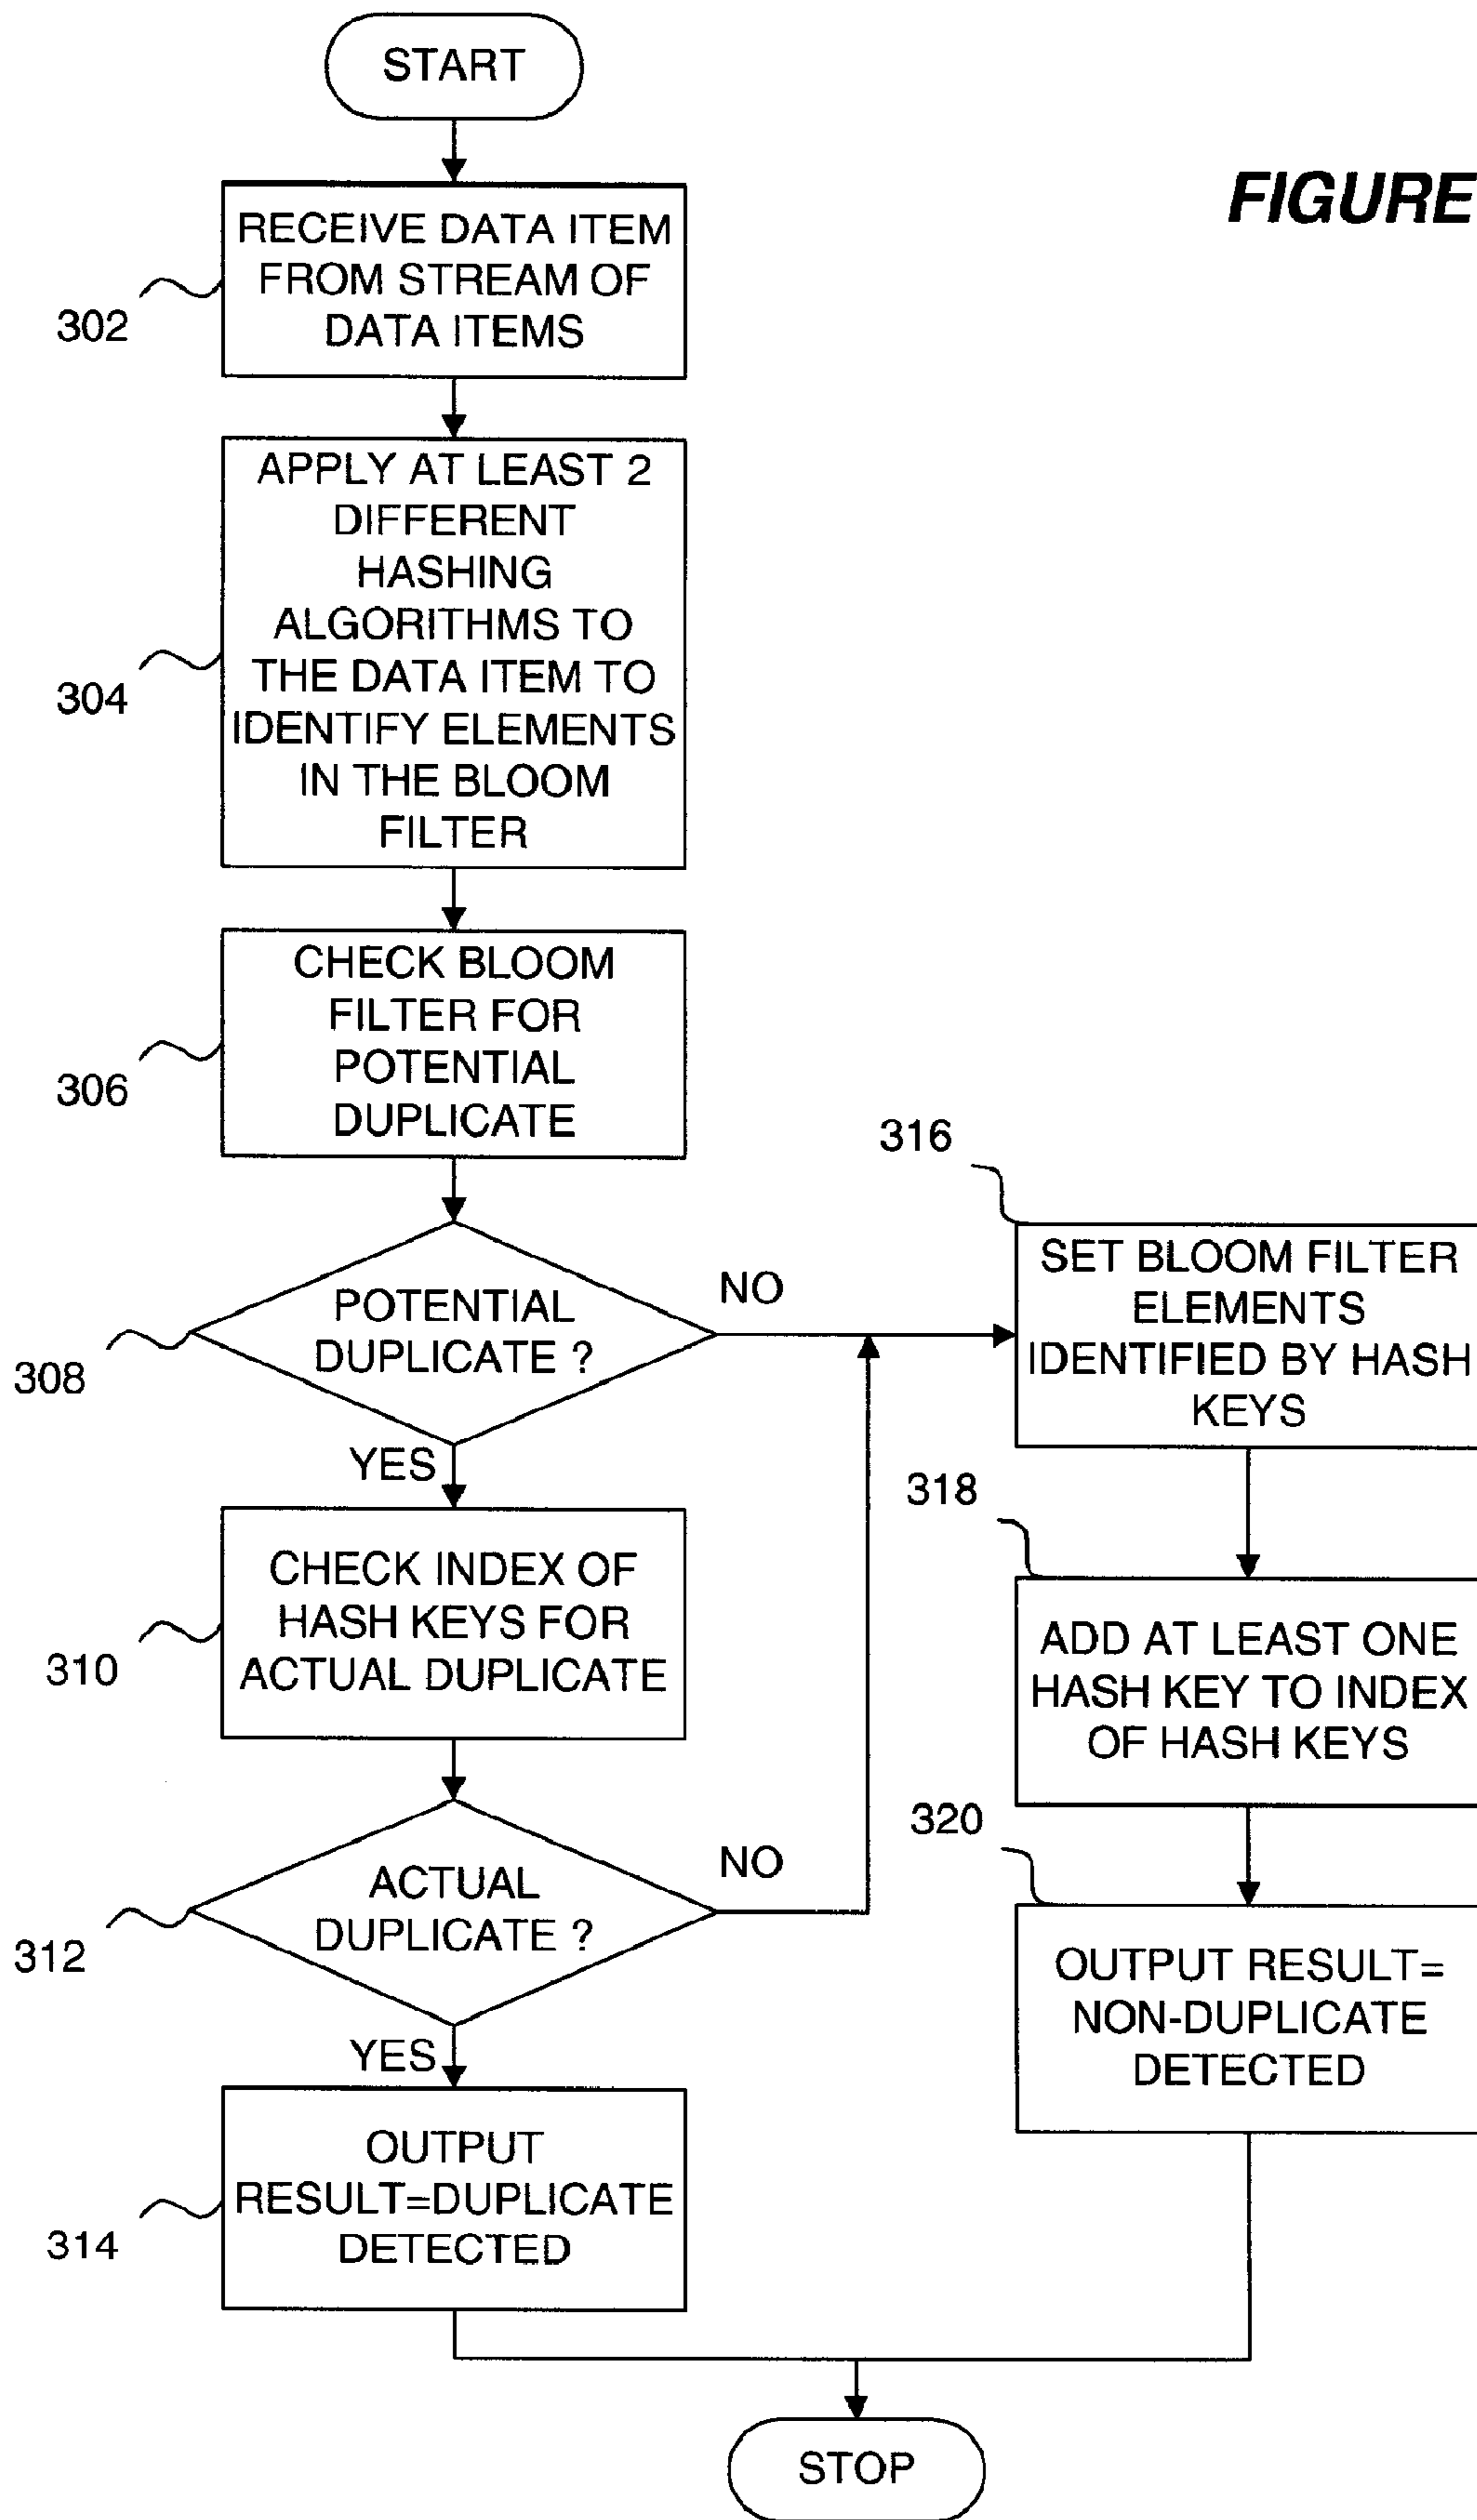 START
FIGURE
RECEIVE DATA ITEM
FROM STREAM OF
DATA ITEMS
302
APPLY AT LEAST 2
DIFFERENT
HASHING
ALGORITHMS TO
THE DATA ITEM TO
IDENTIFY ELEMENTS
IN THE BLOOM
FILTER
304
CHECK BLOOM
FILTER FOR
POTENTIAL
DUPLICATE
306
POTENTIAL
DUPLICATE ?
308
NO
YES
316
SET BLOOM FILTER
ELEMENTS
IDENTIFIED BY HASH
KEYS
CHECK INDEX OF
HASH KEYS FOR
ACTUAL DUPLICATE
310
318
ADD AT LEAST ONE
HASH KEY TO INDEX
OF HASH KEYS
ACTUAL
DUPLICATE ?
312
NO
YES
320
OUTPUT RESULT=
NON-DUPLICATE
DETECTED
OUTPUT
RESULT=DUPLICATE
DETECTED
314
STOP